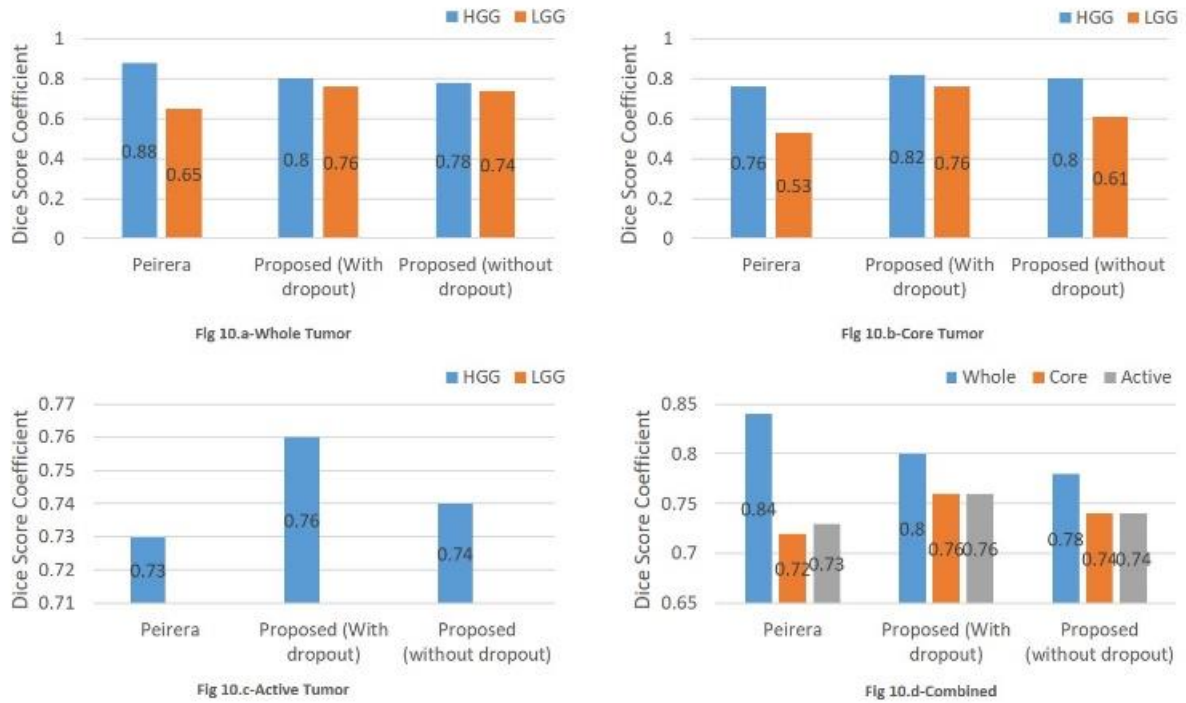 HGG LGG
Dice Score Coefficient
1
0.8
0.6
0.4
0.2
0
0.88 0.65 0.8 0.76 0.78 0.74
Peirera Proposed (With Proposed (without
dropout) dropout)
Fig 10.a-Whole Tumor
HGG LGG
Dice Score Coefficient
1
0.8
0.6
0.4
0.2
0
0.76 0.53 0.82 0.76 0.8 0.61
Peirera Proposed (With Proposed (without
dropout) dropout)
Fig 10.b-Core Tumor
HGG LGG
Dice Score Coefficient
0.77
0.76
0.75
0.74
0.73
0.72
0.71
0.73 0.76 0.74
Peirera Proposed (With Proposed
dropout) (without dropout)
Fig 10.c-Active Tumor
Whole Core Active
Dice Score Coefficient
0.85
0.8
0.75
0.7
0.65
0.84 0.72 0.73 0.8 0.76 0.76 0.78 0.74 0.74
Peirera Proposed (With Proposed
dropout) (without dropout)
Fig 10.d-Combined